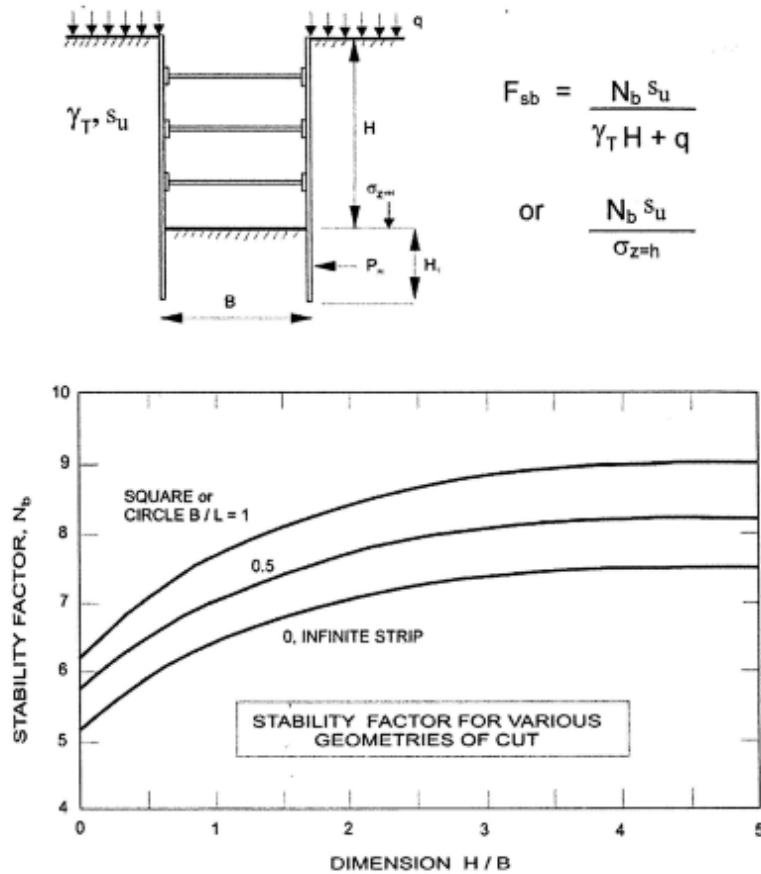 q
γT, su
H
σz=H
PH
B
Fsb = Nb su
γT H + q
or Nb su
σz=h
10
9
8
7
6
5
4
STABILITY FACTOR, Nb
SQUARE or
CIRCLE B / L = 1
0.5
0, INFINITE STRIP
STABILITY FACTOR FOR VARIOUS
GEOMETRIES OF CUT
0 1 2 3 4 5
DIMENSION H / B